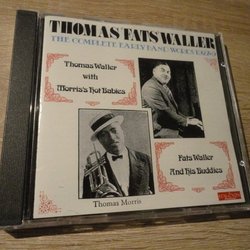 THOMAS FATS WALLER
THE COMPLETE EARLY BAND WORKS 1927-9
Thomas Waller
with
Morris's Hot Babies
Fats Waller
And His Buddies
Thomas Morris